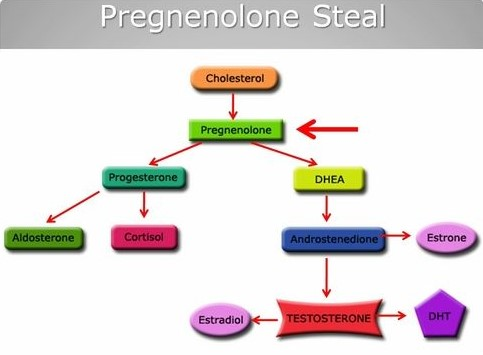 Pregnenolone Steal
Cholesterol
Pregnenolone
Progesterone
DHEA
Aldosterone
Cortisol
Androstenedione
Estrone
Estradiol
TESTOSTERONE
DHT